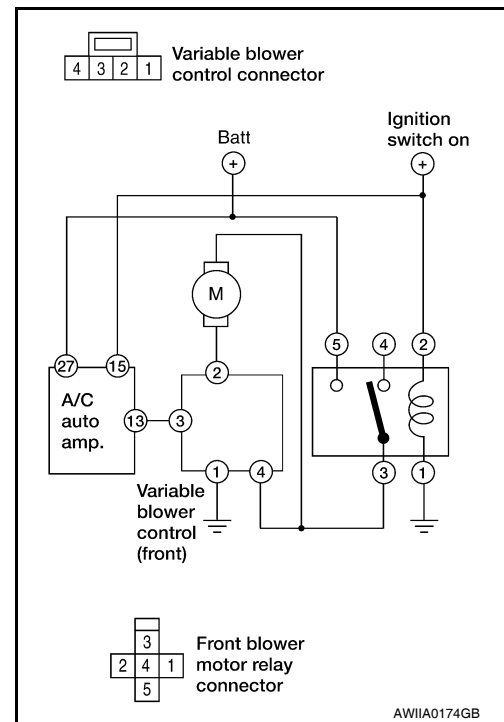 4 3 2 1
Variable blower
control connector
Ignition
switch on
Batt
+
+
M
5 4 2
27 15
2
A/C
auto
amp.
13 3
1 4
3 1
Variable
blower
control
(front)
3
2 4 1
5
Front blower
motor relay
connector
AWIIA0174GB